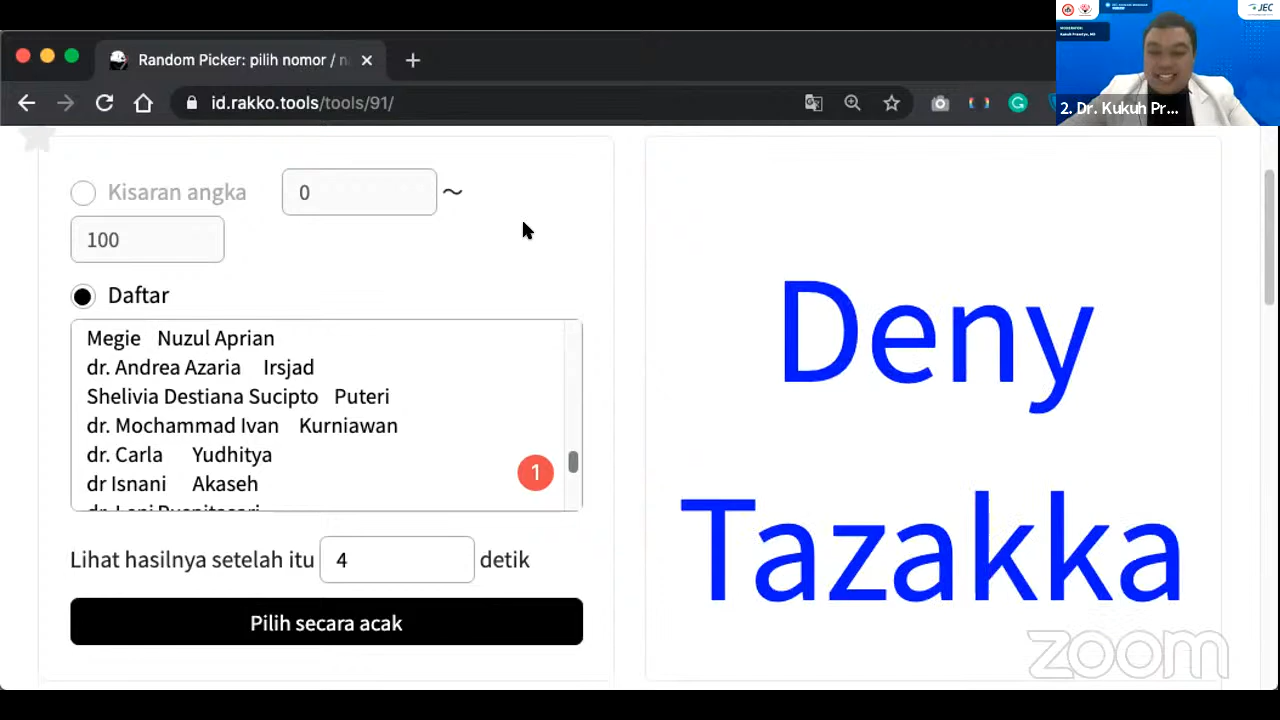 Random Picker: pilih nomor / n
id.rakko.tools/tools/91/
JEC
2. Dr. Kukuh Pr...
Kisaran angka 0 ~
100
Daftar
Megie Nuzul Aprian
dr. Andrea Azaria Irsjad
Shelivia Destiana Sucipto Puteri
dr. Mochammad Ivan Kurniawan
dr. Carla Yudhitya
dr Isnani Akaseh
1
Lihat hasilnya setelah itu 4 detik
Pilih secara acak
Deny
Tazakka
zoom